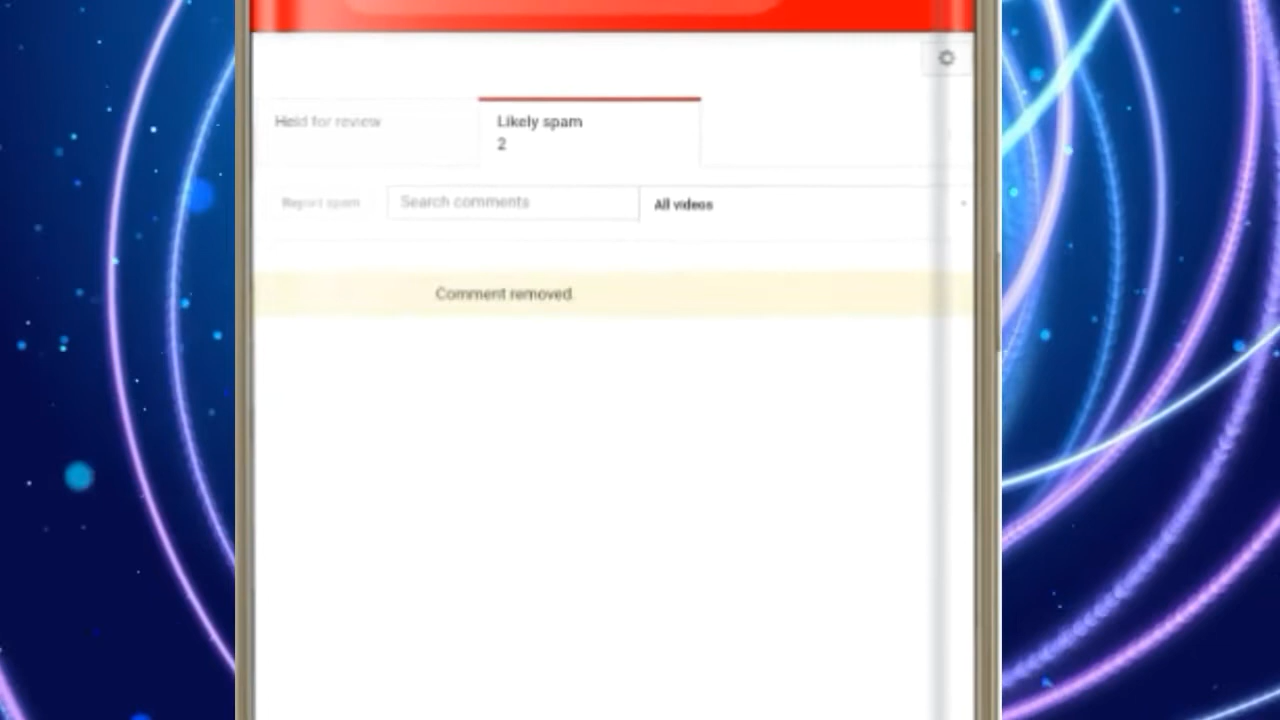 Held for review
Likely spam
2
Report spam
Search comments
All videos
Comment removed